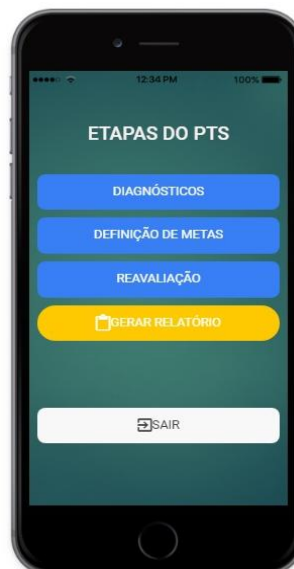 12:34 PM 100%
ETAPAS DO PTS
DIAGNÓSTICOS
DEFINIÇÃO DE METAS
REAVALIAÇÃO
GERAR RELATÓRIO
SAIR